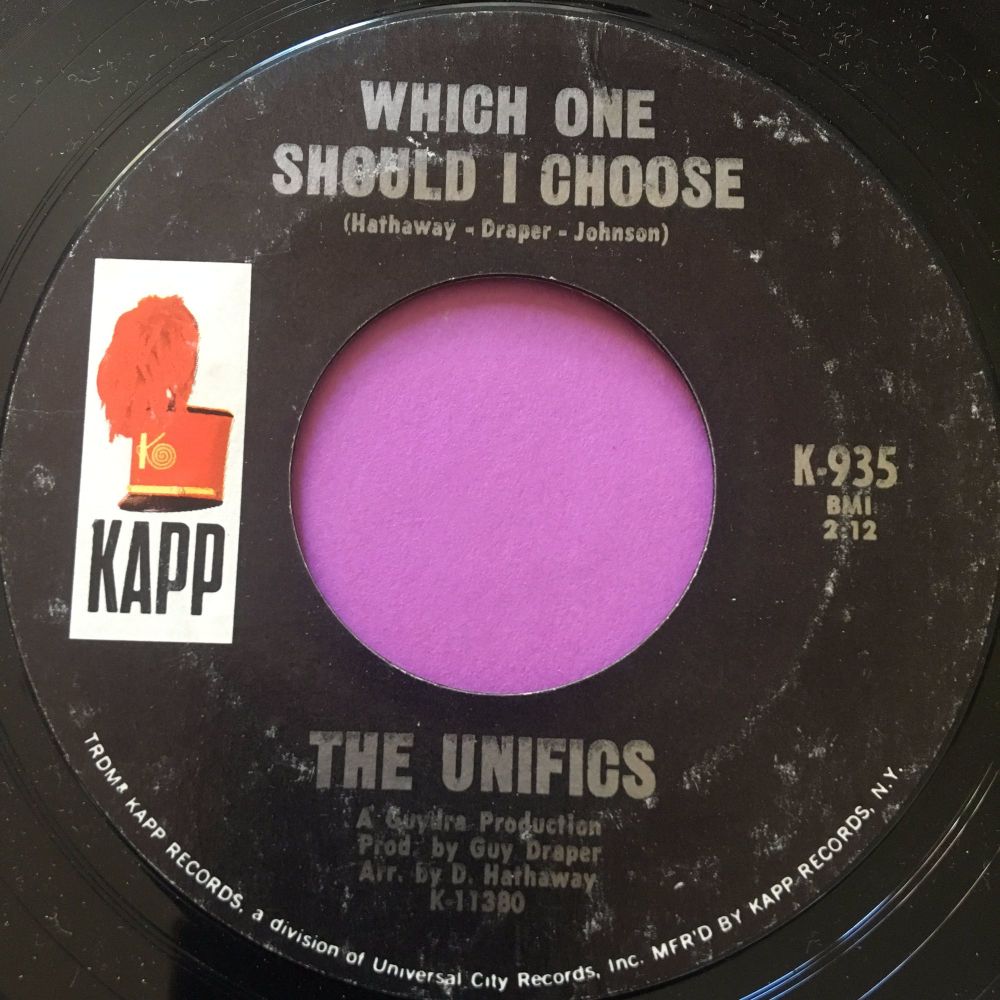 WHICH ONE
SHOULD I CHOOSE
(Hathaway - Draper - Johnson)
K
KAPP
K-935
BMI
2:12
THE UNIFICS
A Guydra Production
Prod. by Guy Draper
Arr. by D. Hathaway
K-11380
TRDMR KAPP RECORDS, a division of Universal City Records, Inc. MFR'D BY KAPP RECORDS, N.Y.